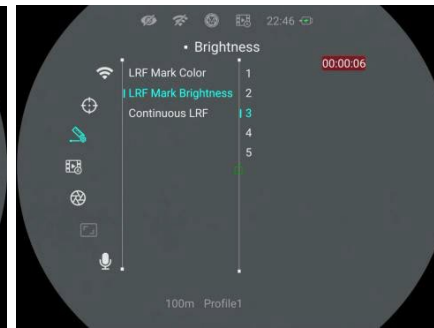 22:46
• Brightness
00:00:06
LRF Mark Color
LRF Mark Brightness
Continuous LRF
1
2
3
4
5
100m Profile1